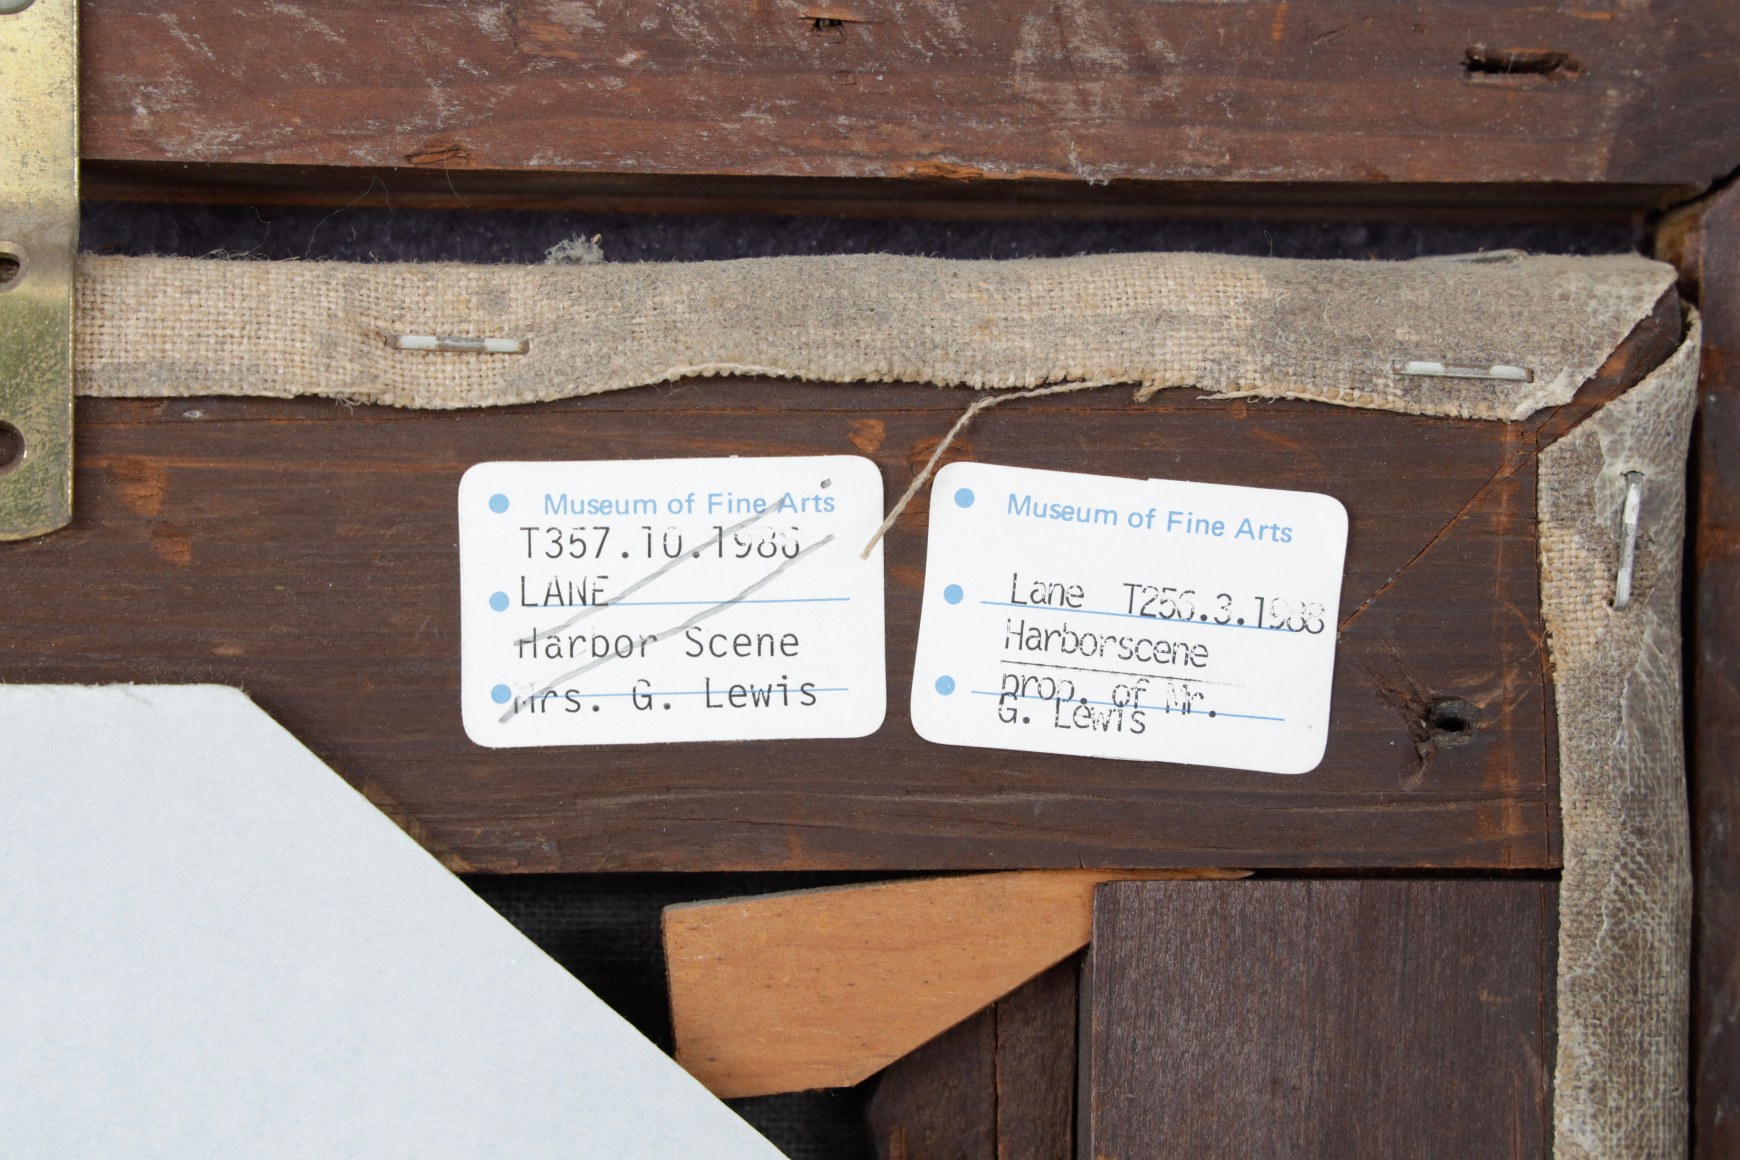 Museum of Fine Arts
T357.10.1986
LANE
Harbor Scene
Mrs. G. Lewis
Museum of Fine Arts
Lane T256.3.1988
Harborscene
prop. of Mr.
G. Lewis